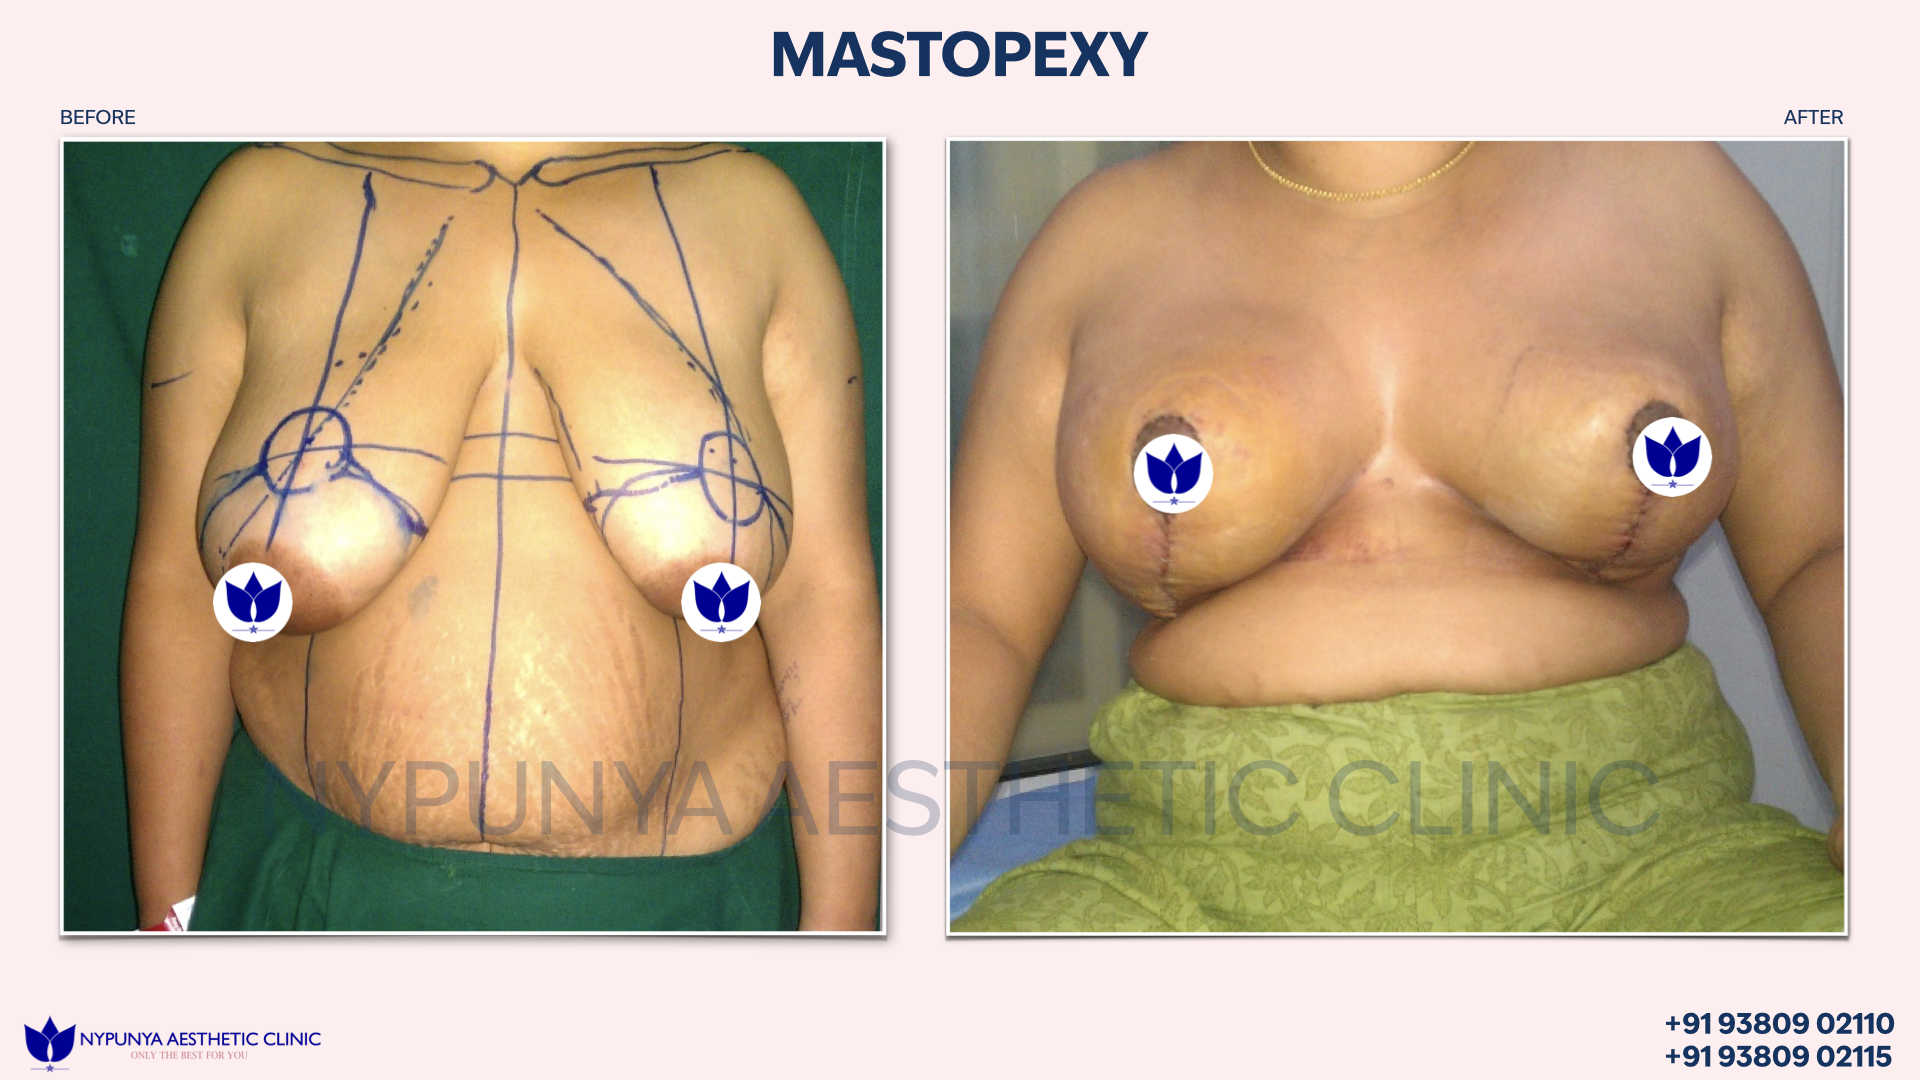 MASTOPEXY
BEFORE
AFTER
NYPUNYA AESTHETIC CLINIC
NYPUNYA AESTHETIC CLINIC
ONLY THE BEST FOR YOU
+91 93809 02110
+91 93809 02115